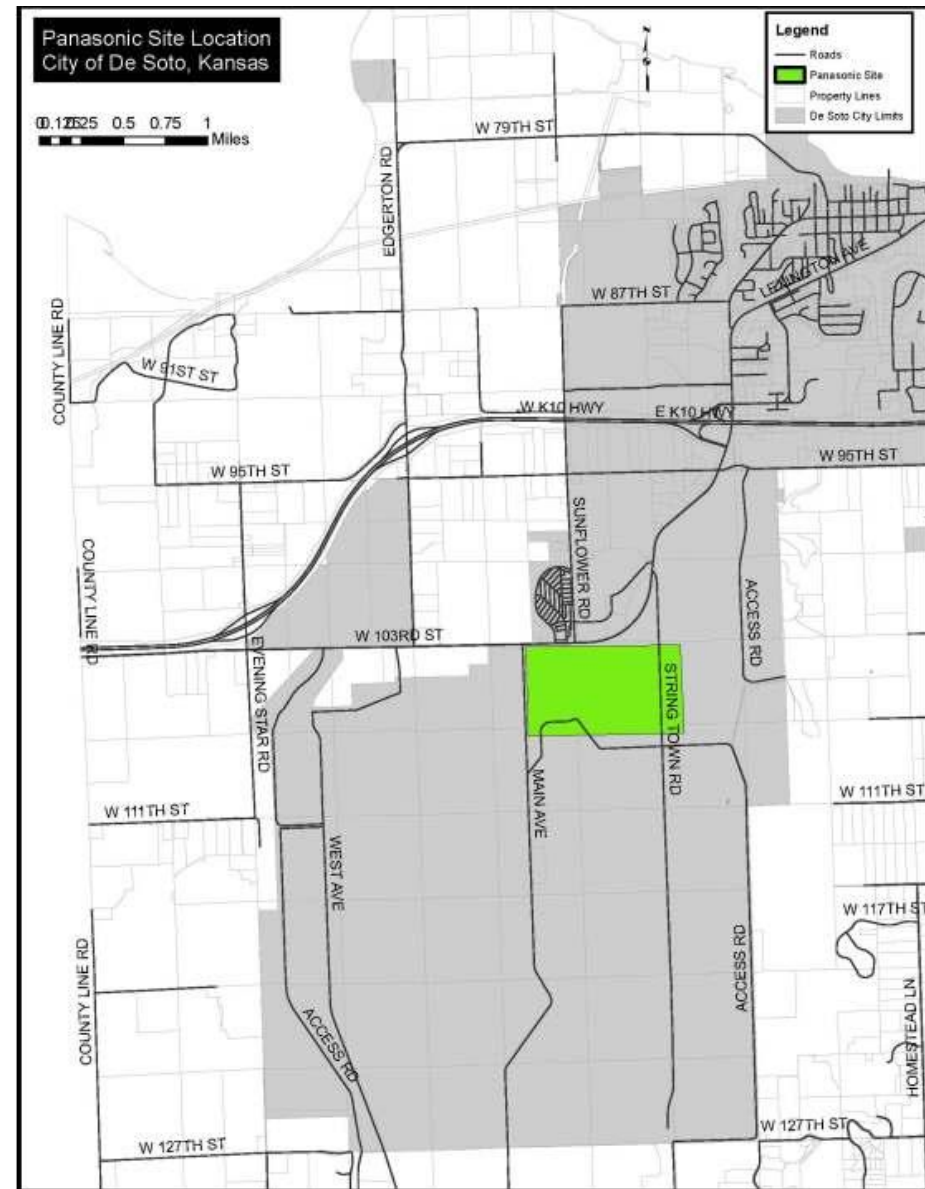 Panasonic Site Location
City of De Soto, Kansas
0.5 0.75 1
Miles
N
Legend
Roads
Panasonic Site
Property Lines
De Soto City Limits
W 79TH ST
EDGERTON RD
LEXINGTON AVE
W 87TH ST
COUNTY LINE RD
W 91ST ST
W K10 HWY
E K10 HWY
W 95TH ST
W 95TH ST
SUNFLOWER RD
COUNTY LINE RD
ACCESS RD
W 103RD ST
EVENING STAR RD
STRING TOWN RD
MAIN AVE
W 111TH ST
W 111TH ST
WEST AVE
W 117TH ST
COUNTY LINE RD
ACCESS RD
ACCESS RD
HOMESTEAD LN
W 127TH ST
W 127TH ST